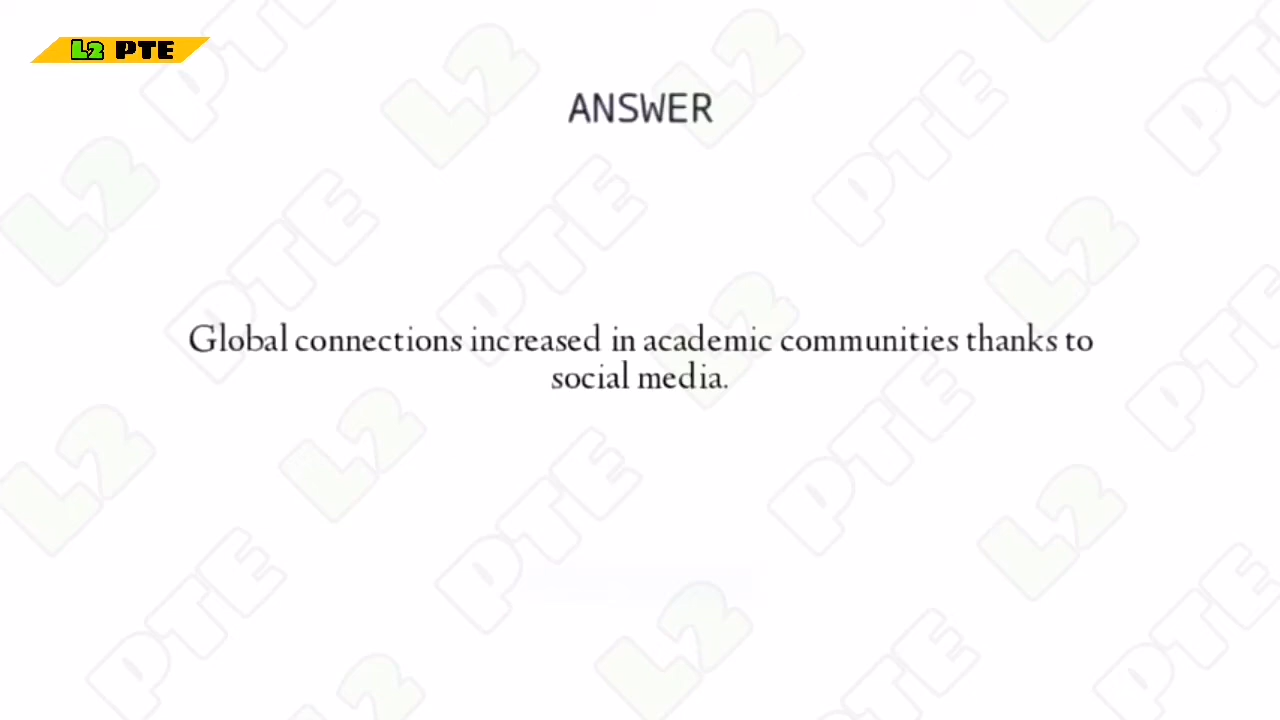 L2 PTE
ANSWER
Global connections increased in academic communities thanks to
social media.